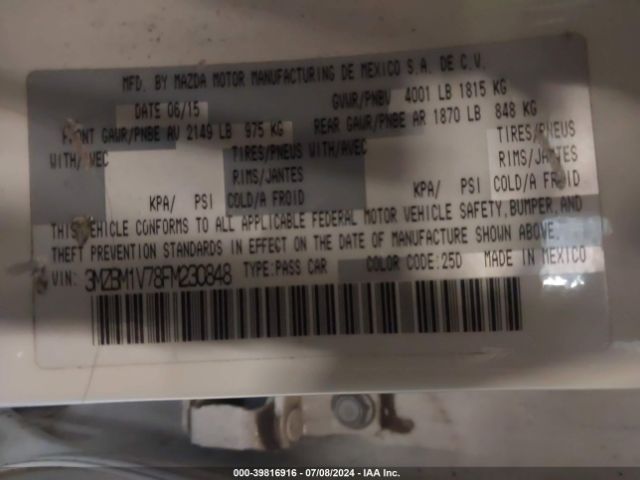 MFD. BY MAZDA MOTOR MANUFACTURING DE MEXICO S.A. DE C.V.
DATE 06/15 GVWR/PNBV 4001 LB 1815 KG
FRONT GAWR/PNBE AV 2149 LB 975 KG REAR GAWR/PNBE AR 1870 LB 848 KG
WITH/AVEC TIRES/PNEUS WITH/AVEC TIRES/PNEUS
RIMS/JANTES RIMS/JANTES
KPA/ PSI COLD/A FROID KPA/ PSI COLD/A FROID
THIS VEHICLE CONFORMS TO ALL APPLICABLE FEDERAL MOTOR VEHICLE SAFETY, BUMPER, AND
THEFT PREVENTION STANDARDS IN EFFECT ON THE DATE OF MANUFACTURE SHOWN ABOVE.
VIN: 3MZBM1V78FM230848 TYPE:PASS CAR COLOR CODE:25D MADE IN MEXICO
000-39816916 - 07/08/2024 - IAA Inc.